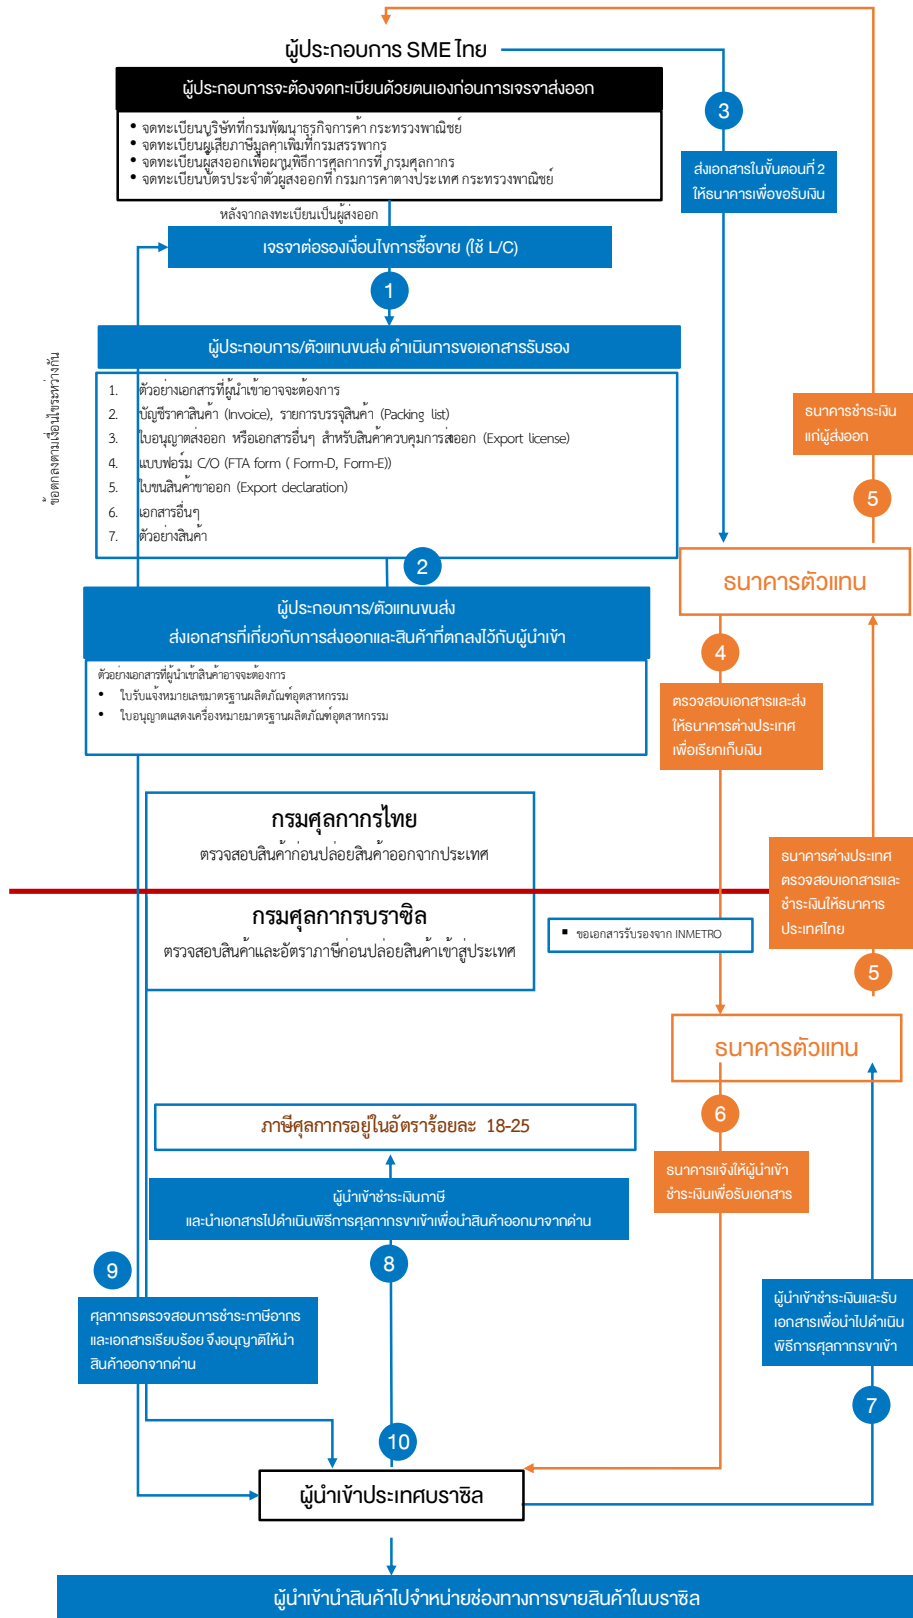 ผู้ประกอบการ SME ไทย
ผู้ประกอบการจะต้องจดทะเบียนด้วยตนเองก่อนการเจรจาส่งออก
• จดทะเบียนบริษัทที่กรมพัฒนาธุรกิจการค้า กระทรวงพาณิชย์
• จดทะเบียนผู้เสียภาษีมูลค่าเพิ่มที่กรมสรรพากร
• จดทะเบียนผู้ส่งออกเพื่อผ่านพิธีการศุลกากรที่ กรมศุลกากร
• จดทะเบียนบัตรประจำตัวผู้ส่งออกที่ กรมการค้าต่างประเทศ กระทรวงพาณิชย์
3
ส่งเอกสารในขั้นตอนที่ 2
ให้ธนาคารเพื่อขอรับเงิน
หลังจากลงทะเบียนเป็นผู้ส่งออก
เจรจาต่อรองเงื่อนไขการซื้อขาย (ใช้ L/C)
1
ข้อตกลงตามเงื่อนไขระหว่างกัน
ผู้ประกอบการ/ตัวแทนขนส่ง ดำเนินการขอเอกสารรับรอง
1. ตัวอย่างเอกสารที่ผู้นำเข้าอาจจะต้องการ
2. บัญชีราคาสินค้า (Invoice), รายการบรรจุสินค้า (Packing list)
3. ใบอนุญาตส่งออก หรือเอกสารอื่นๆ สำหรับสินค้าควบคุมการส่งออก (Export license)
4. แบบฟอร์ม C/O (FTA form ( Form-D, Form-E))
5. ใบขนสินค้าขาออก (Export declaration)
6. เอกสารอื่นๆ
7. ตัวอย่างสินค้า
ธนาคารชำระเงิน
แก่ผู้ส่งออก
5
2
ธนาคารตัวแทน
ผู้ประกอบการ/ตัวแทนขนส่ง
ส่งเอกสารที่เกี่ยวกับการส่งออกและสินค้าที่ตกลงไว้กับผู้นำเข้า
ตัวอย่างเอกสารที่ผู้นำเข้าสินค้าอาจจะต้องการ
• ใบรับแจ้งหมายเลขมาตรฐานผลิตภัณฑ์อุตสาหกรรม
• ใบอนุญาตแสดงเครื่องหมายมาตรฐานผลิตภัณฑ์อุตสาหกรรม
4
ตรวจสอบเอกสารและส่ง
ให้ธนาคารต่างประเทศ
เพื่อเรียกเก็บเงิน
กรมศุลกากรไทย
ตรวจสอบสินค้าก่อนปล่อยสินค้าออกจากประเทศ
ธนาคารต่างประเทศ
ตรวจสอบเอกสารและ
ชำระเงินให้ธนาคาร
ประเทศไทย
5
กรมศุลกากรบราซิล
ตรวจสอบสินค้าและอัตราภาษีก่อนปล่อยสินค้าเข้าสู่ประเทศ
▪ ขอเอกสารรับรองจาก INMETRO
ธนาคารตัวแทน
6
ธนาคารแจ้งให้ผู้นำเข้า
ชำระเงินเพื่อรับเอกสาร
ภาษีศุลกากรอยู่ในอัตราร้อยละ 18-25
ผู้นำเข้าชำระเงินภาษี
และนำเอกสารไปดำเนินพิธีการศุลกากรขาเข้าเพื่อนำสินค้าออกมาจากด่าน
8
9
ศุลกากรตรวจสอบการชำระภาษีอากร
และเอกสารเรียบร้อย จึงอนุญาติให้นำ
สินค้าออกจากด่าน
ผู้นำเข้าชำระเงินและรับ
เอกสารเพื่อนำไปดำเนิน
พิธีการศุลกากรขาเข้า
7
10
ผู้นำเข้าประเทศบราซิล
ผู้นำเข้านำสินค้าไปจำหน่ายช่องทางการขายสินค้าในบราซิล